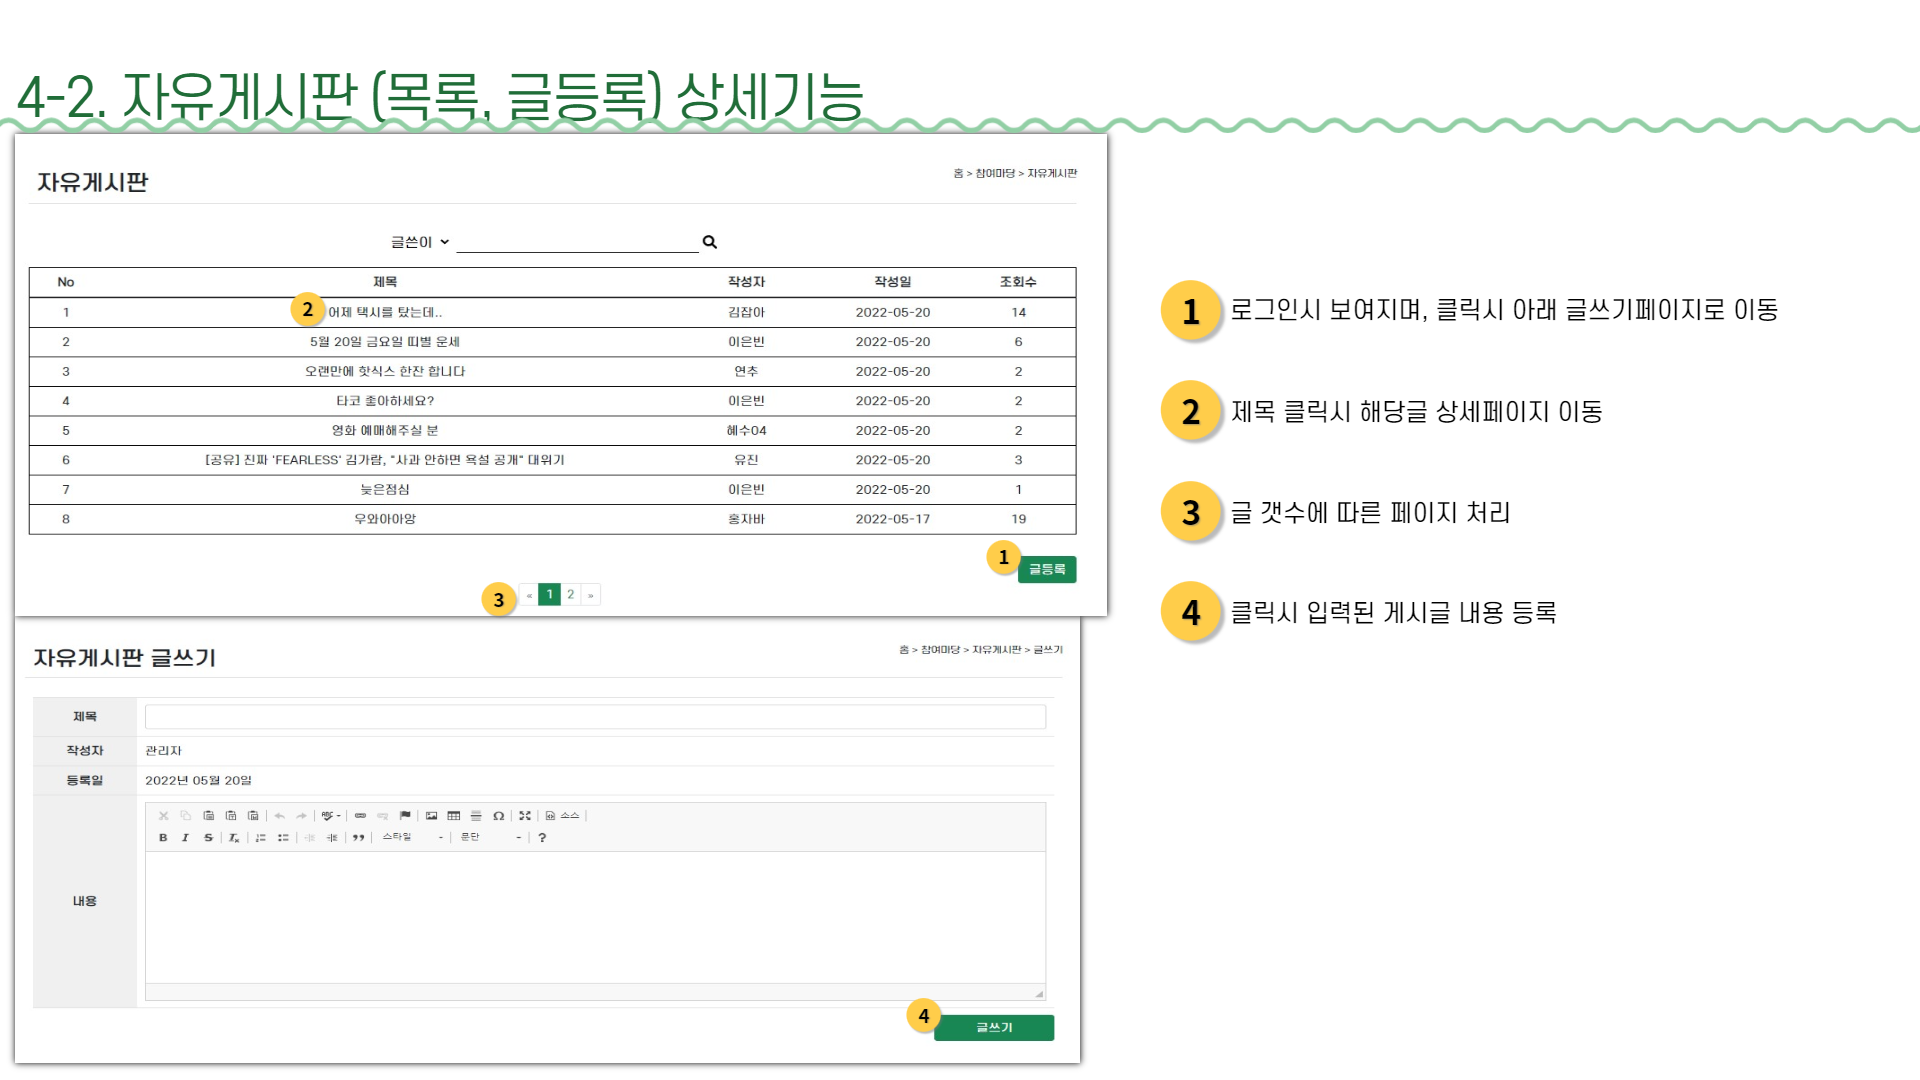 4-2. 자유게시판 (목록, 글등록) 상세기능
자유게시판
홈 > 참여마당 > 자유게시판
글쓴이
No 제목 작성자 작성일 조회수
1 어제 택시를 탔는데.. 김잡아 2022-05-20 14
2 5월 20일 금요일 띠별 운세 이은빈 2022-05-20 6
3 오랜만에 핫식스 한잔 합니다 연추 2022-05-20 2
4 타코 좋아하세요? 이은빈 2022-05-20 2
5 영화 예매해주실 분 혜수04 2022-05-20 2
6 [공유] 진짜 'FEARLESS' 김가람, "사과 안하면 욕설 공개" 대위기 유진 2022-05-20 3
7 늦은점심 이은빈 2022-05-20 1
8 우와아아앙 홍자바 2022-05-17 19
2
1
글등록
3
« 1 2 »
자유게시판 글쓰기
홈 > 참여마당 > 자유게시판 > 글쓰기
제목
작성자 관리자
등록일 2022년 05월 20일
내용
소스
B I S Tx 스타일 문단 ?
4
글쓰기
1 로그인시 보여지며, 클릭시 아래 글쓰기페이지로 이동
2 제목 클릭시 해당글 상세페이지 이동
3 글 갯수에 따른 페이지 처리
4 클릭시 입력된 게시글 내용 등록